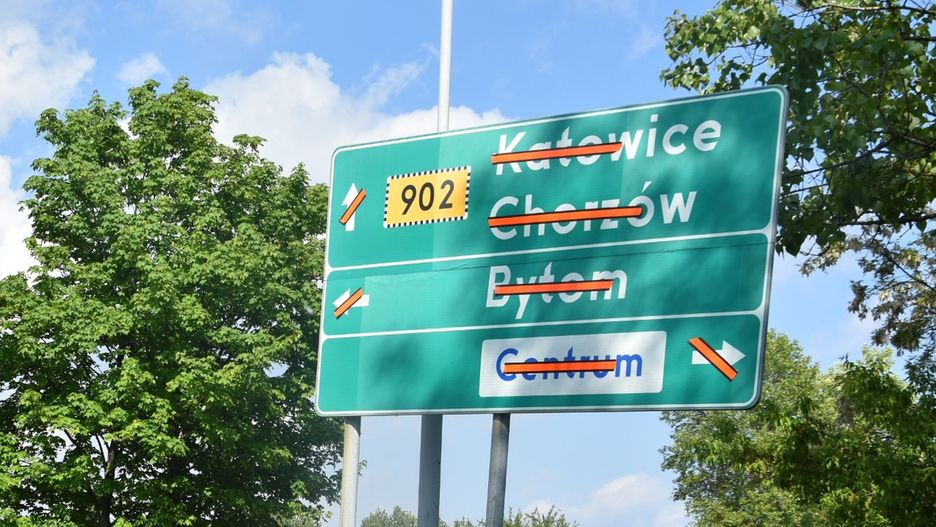 902 Katowice
Chorzów
Bytom
Centrum